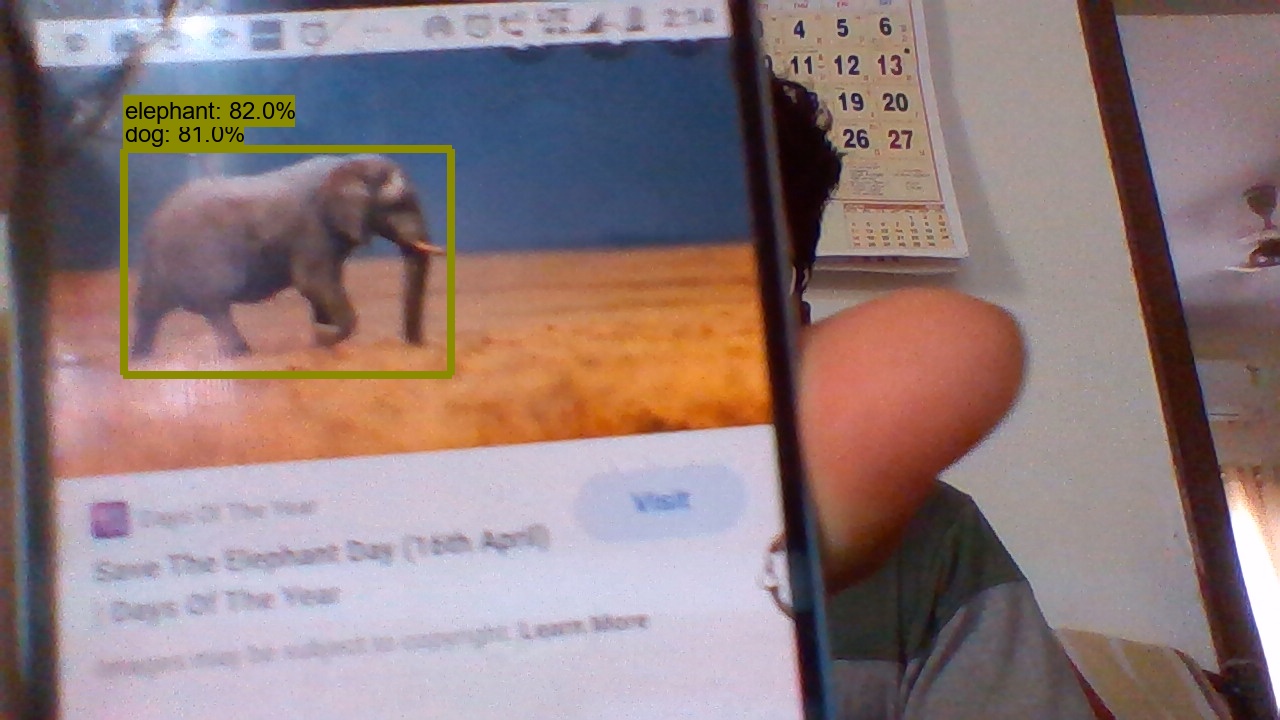 2:14
4 5 6
11 12 13
19 20
26 27
elephant: 82.0%
dog: 81.0%
Days Of The Year
Visit
Save The Elephant Day (16th April)
| Days Of The Year
Images may be subject to copyright. Learn More